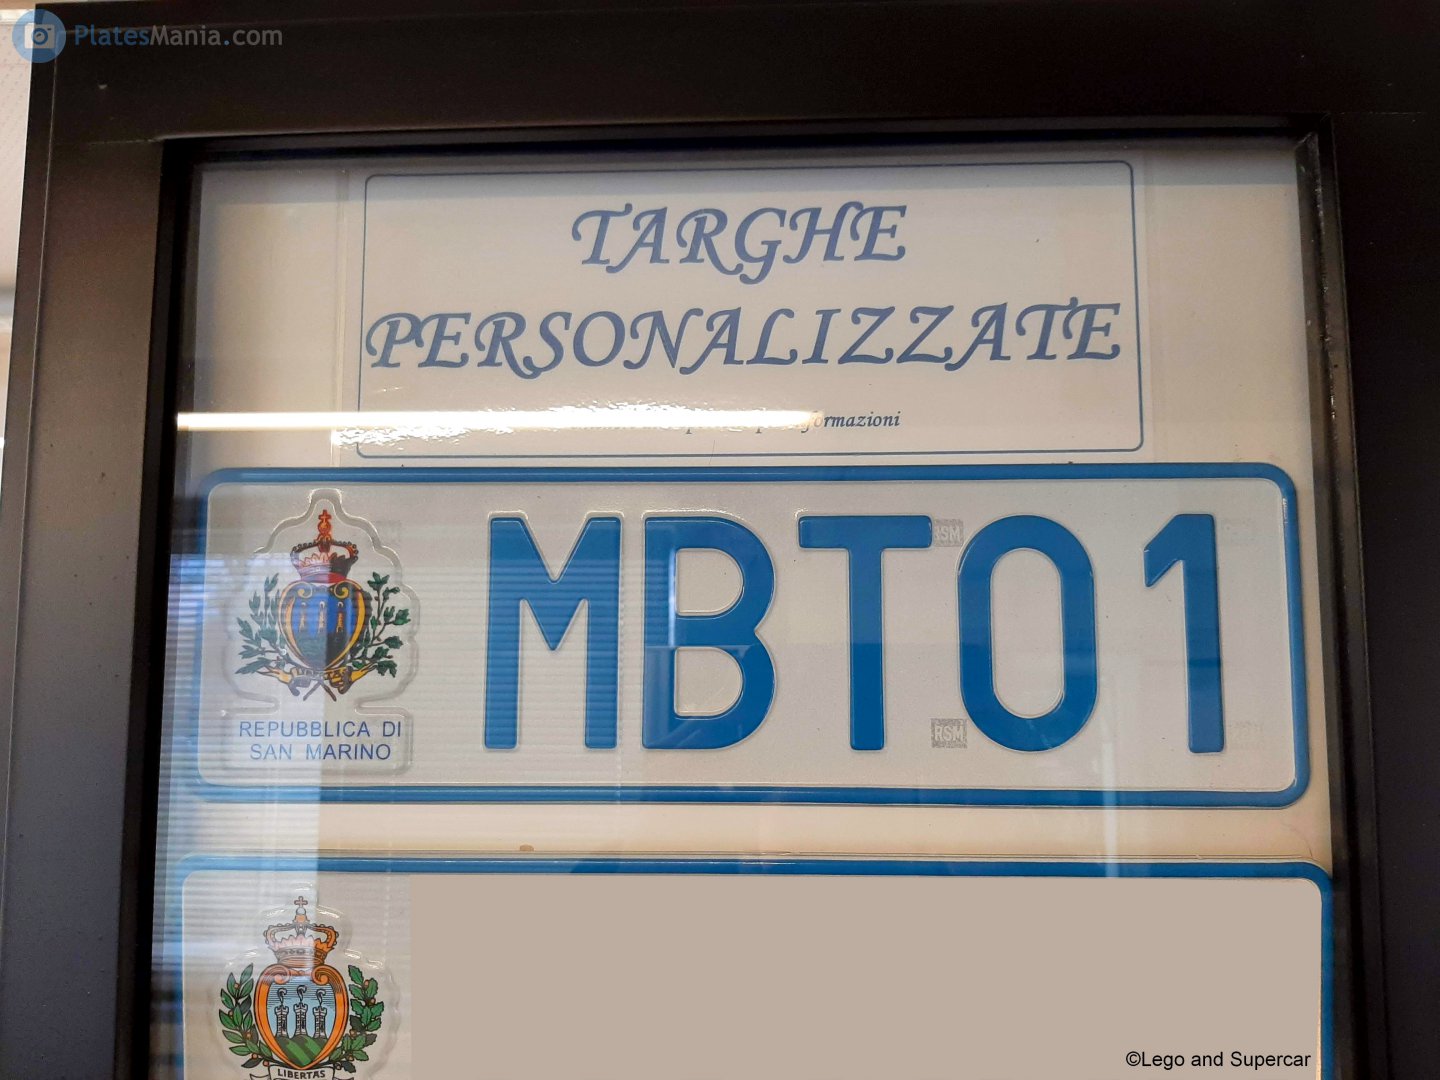 PlatesMania.com
TARGHE
PERSONALIZZATE
informazioni
RSM
MBT01
RSM
REPUBBLICA DI
SAN MARINO
LIBERTAS
©Lego and Supercar